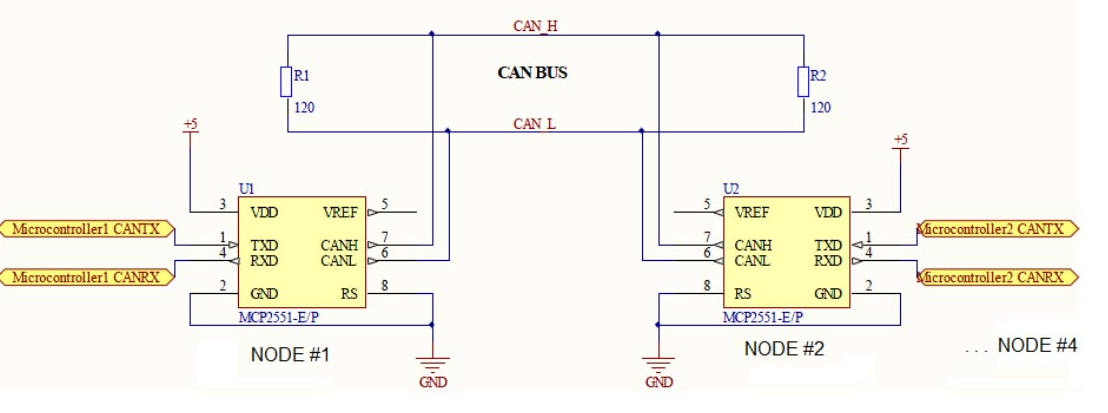 CAN_H
R1
CAN BUS
R2
120
120
CAN_L
+5
+5
U1
U2
3
VDD
VREF
5
5
VREF
VDD
3
Microcontroller1 CANTX
1
TXD
CANH
7
7
CANH
TXD
1
Microcontroller2 CANTX
4
RXD
CANL
6
6
CANL
RXD
4
Microcontroller1 CANRX
Microcontroller2 CANRX
2
GND
RS
8
8
RS
GND
2
MCP2551-E/P
MCP2551-E/P
NODE #1
NODE #2
... NODE #4
GND
GND